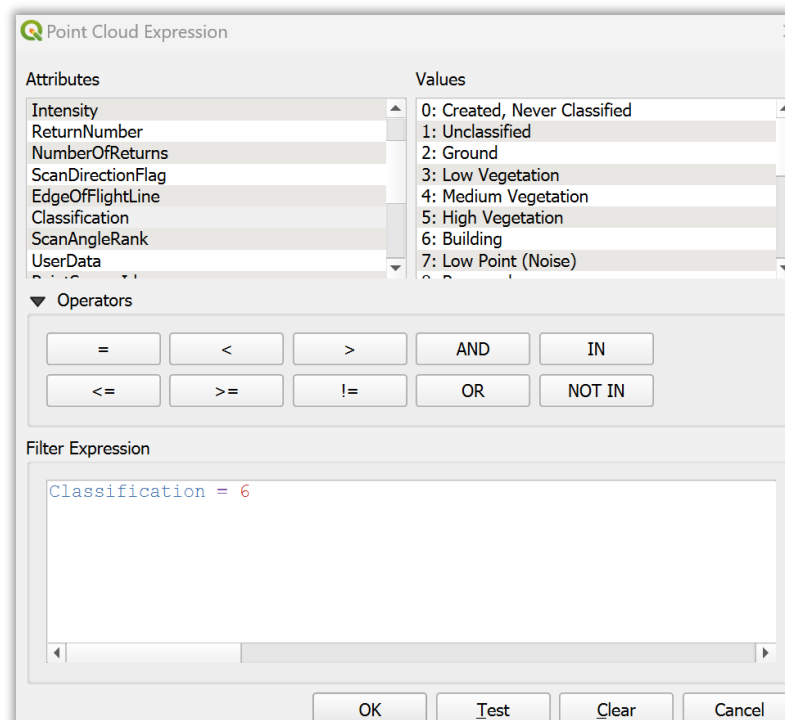 Point Cloud Expression
Attributes
Values
Intensity
ReturnNumber
NumberOfReturns
ScanDirectionFlag
EdgeOfFlightLine
Classification
ScanAngleRank
UserData
0: Created, Never Classified
1: Unclassified
2: Ground
3: Low Vegetation
4: Medium Vegetation
5: High Vegetation
6: Building
7: Low Point (Noise)
Operators
= < > AND IN
<= >= != OR NOT IN
Filter Expression
Classification = 6
OK Test Clear Cancel